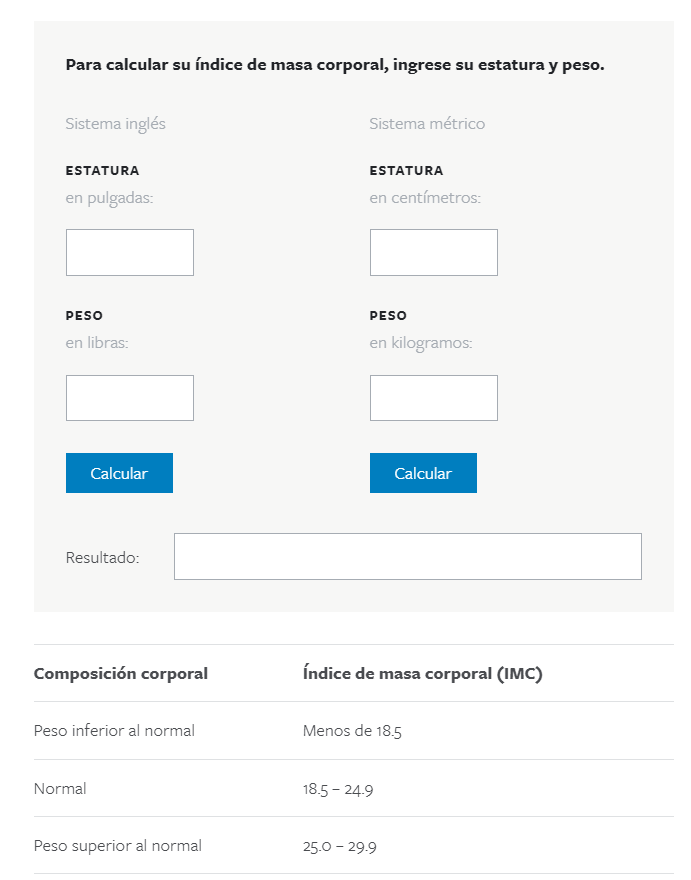 Para calcular su índice de masa corporal, ingrese su estatura y peso.
Sistema inglés
ESTATURA
en pulgadas:
PESO
en libras:
Calcular
Sistema métrico
ESTATURA
en centímetros:
PESO
en kilogramos:
Calcular
Resultado:
Composición corporal Índice de masa corporal (IMC)
Peso inferior al normal Menos de 18.5
Normal 18.5 – 24.9
Peso superior al normal 25.0 – 29.9